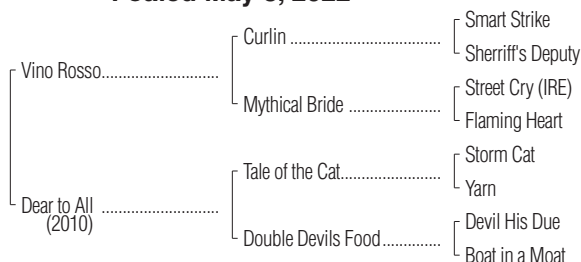 Foaled May 3, 2022
Smart Strike
Curlin
Sherriff's Deputy
Vino Rosso
Street Cry (IRE)
Mythical Bride
Flaming Heart
Storm Cat
Tale of the Cat
Yarn
Dear to All
(2010)
Devil His Due
Double Devils Food
Boat in a Moat